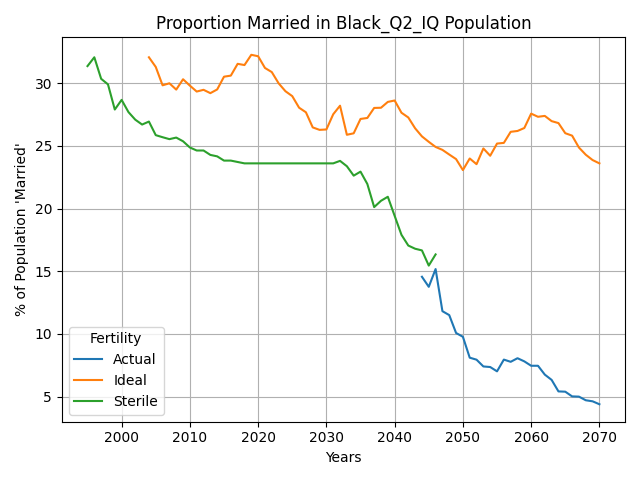 Proportion Married in Black_Q2_IQ Population
% of Population 'Married'
30
25
20
15
10
5
Fertility
Actual
Ideal
Sterile
2000 2010 2020 2030 2040 2050 2060 2070
Years